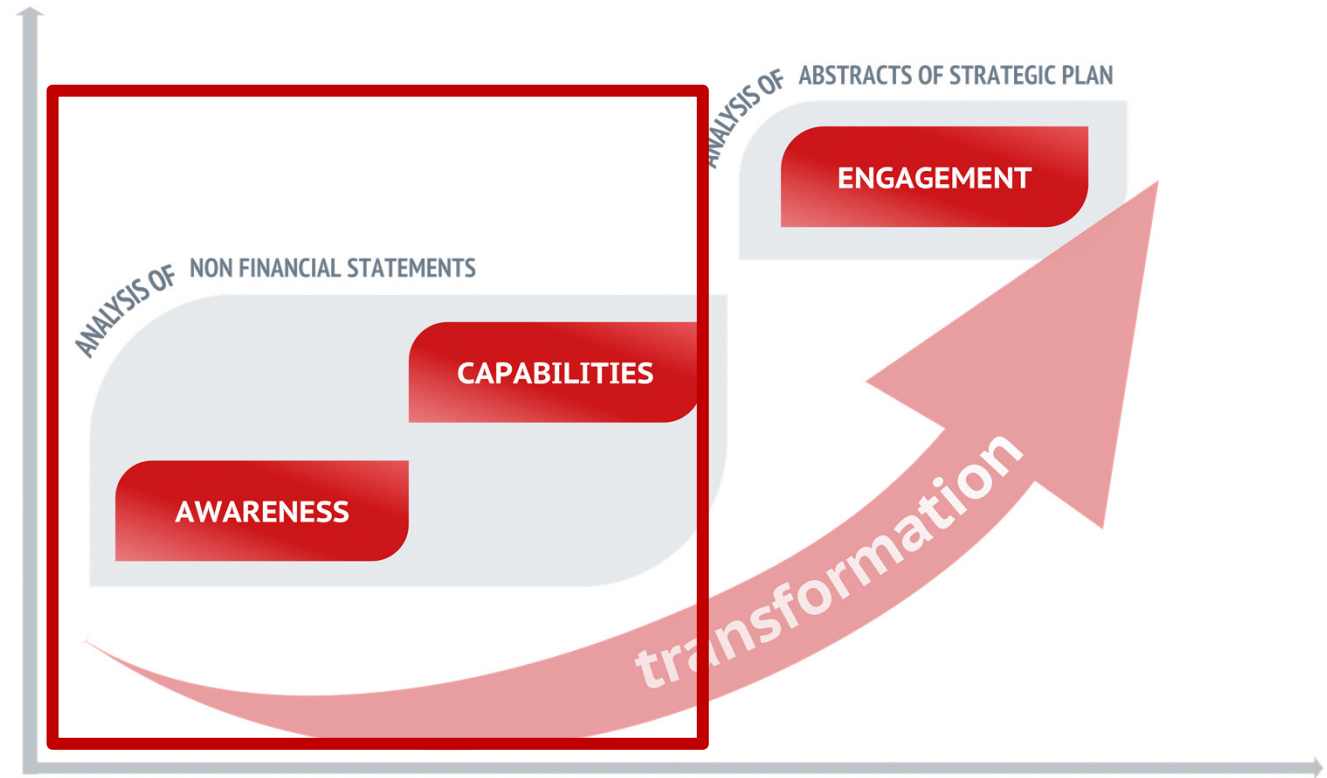 ANALYSIS OF ABSTRACTS OF STRATEGIC PLAN
ENGAGEMENT
ANALYSIS OF NON FINANCIAL STATEMENTS
CAPABILITIES
AWARENESS
transformation